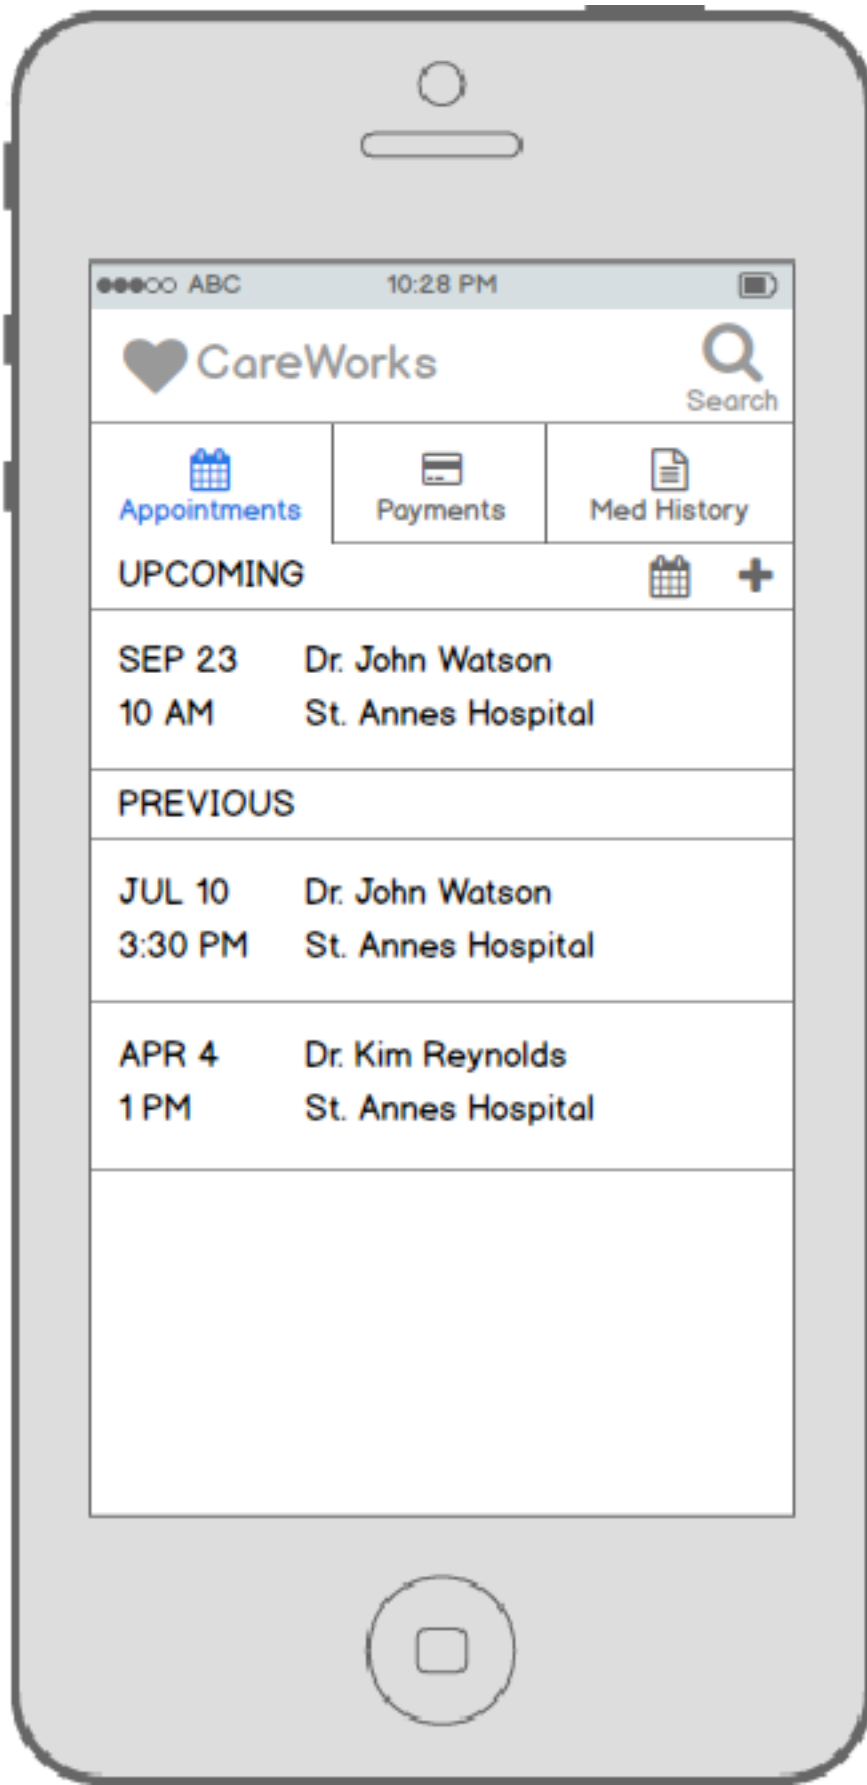 ABC 10:28 PM
CareWorks
Search
Appointments Payments Med History
UPCOMING
SEP 23 Dr. John Watson
10 AM St. Annes Hospital
PREVIOUS
JUL 10 Dr. John Watson
3:30 PM St. Annes Hospital
APR 4 Dr. Kim Reynolds
1 PM St. Annes Hospital